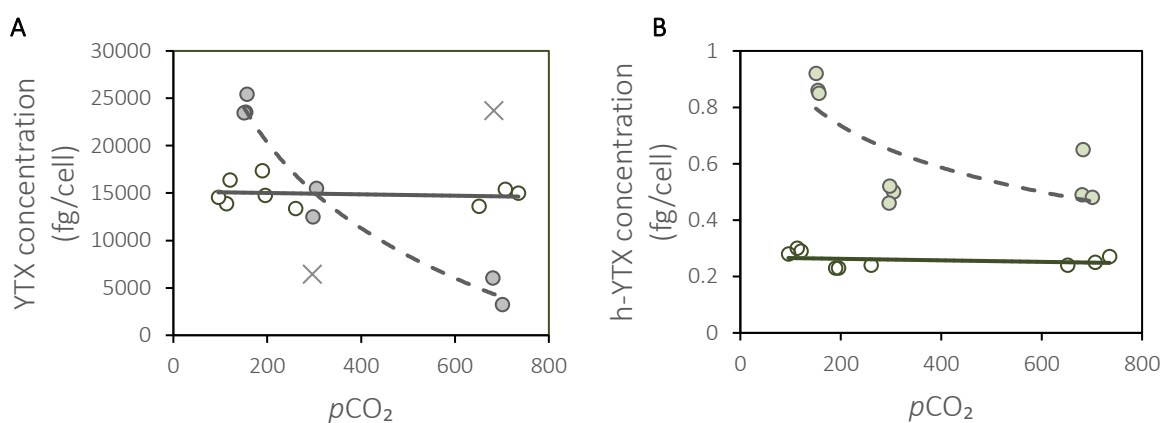 A
YTX concentration
(fg/cell)
30000
25000
20000
15000
10000
5000
0
0 200 400 600 800
pCO₂
B
h-YTX concentration
(fg/cell)
1
0.8
0.6
0.4
0.2
0
0 200 400 600 800
pCO₂